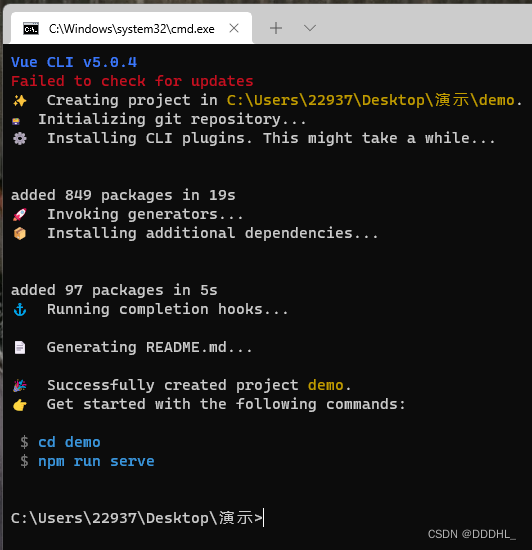 C:\Windows\system32\cmd.exe
Vue CLI v5.0.4
Failed to check for updates
✨ Creating project in C:\Users\22937\Desktop\演示\demo.
Initializing git repository...
⚙️ Installing CLI plugins. This might take a while...
added 849 packages in 19s
🚀 Invoking generators...
📦 Installing additional dependencies...
added 97 packages in 5s
⚓ Running completion hooks...
📄 Generating README.md...
🎉 Successfully created project demo.
👉 Get started with the following commands:
$ cd demo
$ npm run serve
C:\Users\22937\Desktop\演示>
CSDN @DDDHL_